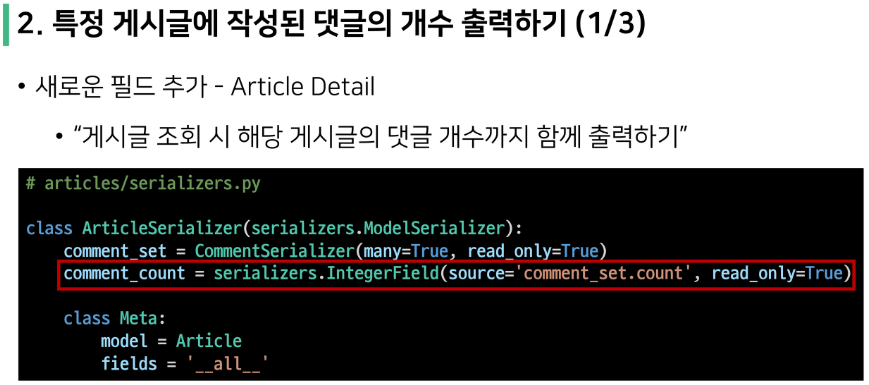 2. 특정 게시글에 작성된 댓글의 개수 출력하기 (1/3)
• 새로운 필드 추가 - Article Detail
• “게시글 조회 시 해당 게시글의 댓글 개수까지 함께 출력하기”
# articles/serializers.py
class ArticleSerializer(serializers.ModelSerializer):
    comment_set = CommentSerializer(many=True, read_only=True)
    comment_count = serializers.IntegerField(source='comment_set.count', read_only=True)
    class Meta:
        model = Article
        fields = '__all__'